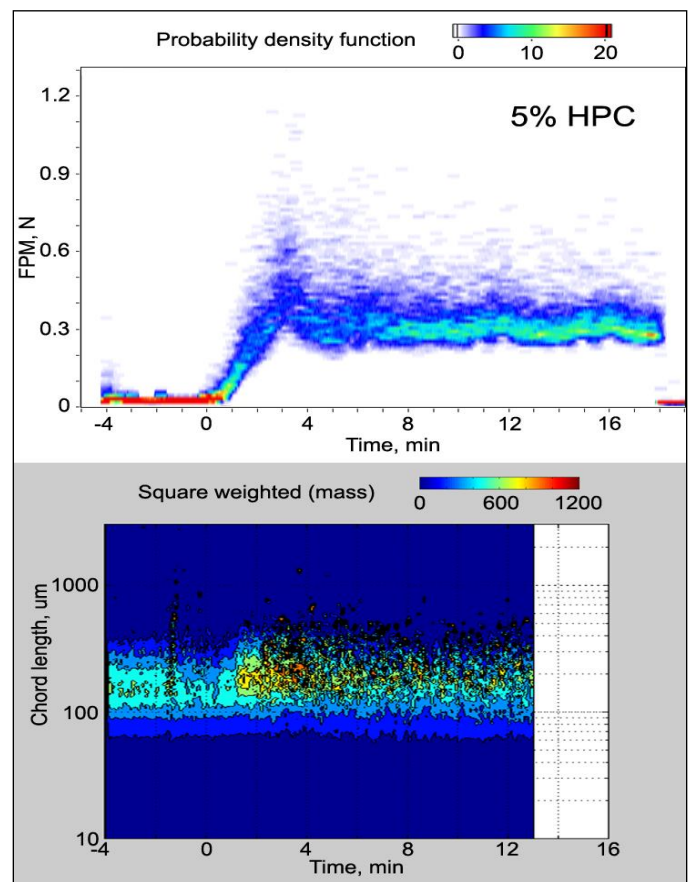 Probability density function
0 10 20
5% HPC
1.2
0.9
0.6
0.3
0
FPM, N
-4 0 4 8 12 16
Time, min
Square weighted (mass)
0 600 1200
1000
100
10
Chord length, um
-4 0 4 8 12 16
Time, min